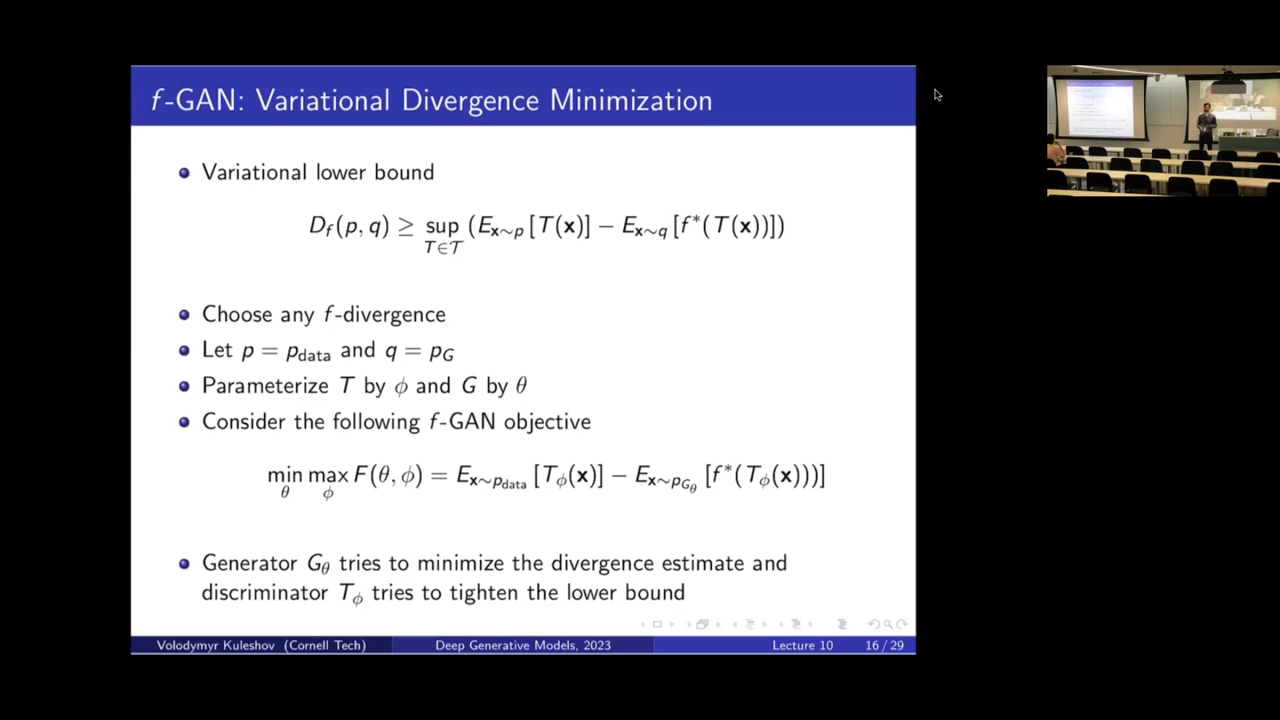 f-GAN: Variational Divergence Minimization
Variational lower bound
D_f(p, q) ≥ sup_{T∈𝒯} (E_{x∼p} [T(x)] − E_{x∼q} [f*(T(x))])
Choose any f-divergence
Let p = p_data and q = p_G
Parameterize T by ϕ and G by θ
Consider the following f-GAN objective
min_θ max_ϕ F(θ, ϕ) = E_{x∼p_data} [T_ϕ(x)] − E_{x∼p_{G_θ}} [f*(T_ϕ(x)))]
Generator G_θ tries to minimize the divergence estimate and
discriminator T_ϕ tries to tighten the lower bound
Volodymyr Kuleshov (Cornell Tech) Deep Generative Models, 2023 Lecture 10 16 / 29